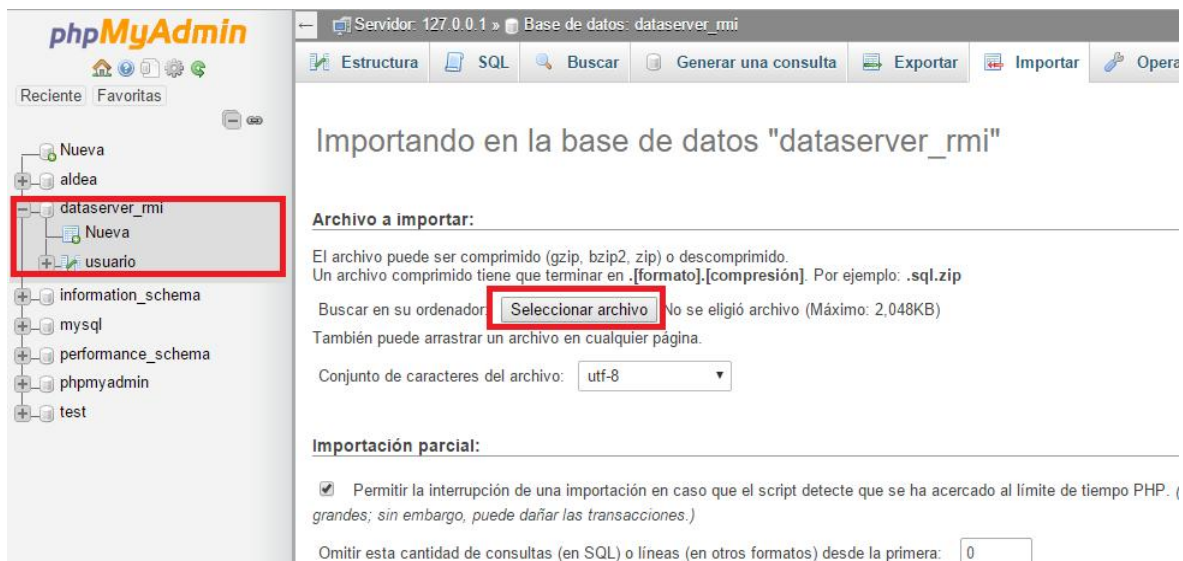 phpMyAdmin
Reciente Favoritas
Nueva
aldea
dataserver_rmi
Nueva
usuario
information_schema
mysql
performance_schema
phpmyadmin
test
Servidor: 127.0.0.1 » Base de datos: dataserver_rmi
Estructura SQL Buscar Generar una consulta Exportar Importar Opera
Importando en la base de datos "dataserver_rmi"
Archivo a importar:
El archivo puede ser comprimido (gzip, bzip2, zip) o descomprimido.
Un archivo comprimido tiene que terminar en .[formato].[compresión]. Por ejemplo: .sql.zip
Buscar en su ordenador: Seleccionar archivo No se eligió archivo (Máximo: 2,048KB)
También puede arrastrar un archivo en cualquier página.
Conjunto de caracteres del archivo: utf-8
Importación parcial:
Permitir la interrupción de una importación en caso que el script detecte que se ha acercado al límite de tiempo PHP. (
grandes; sin embargo, puede dañar las transacciones.)
Omitir esta cantidad de consultas (en SQL) o líneas (en otros formatos) desde la primera: 0